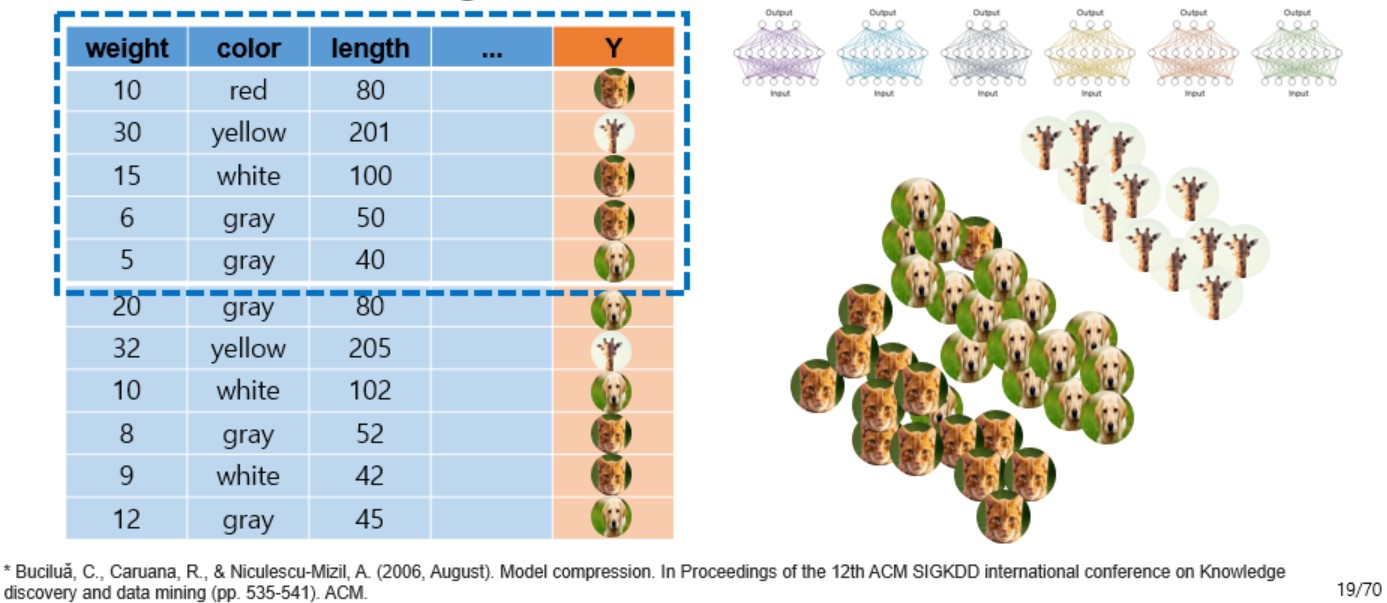 weight color length ... Y
10 red 80
30 yellow 201
15 white 100
6 gray 50
5 gray 40
20 gray 80
32 yellow 205
10 white 102
8 gray 52
9 white 42
12 gray 45
Output Output Output Output Output Output
Input Input Input Input Input Input
* Buciluǎ, C., Caruana, R., & Niculescu-Mizil, A. (2006, August). Model compression. In Proceedings of the 12th ACM SIGKDD international conference on Knowledge
discovery and data mining (pp. 535-541). ACM.
19/70